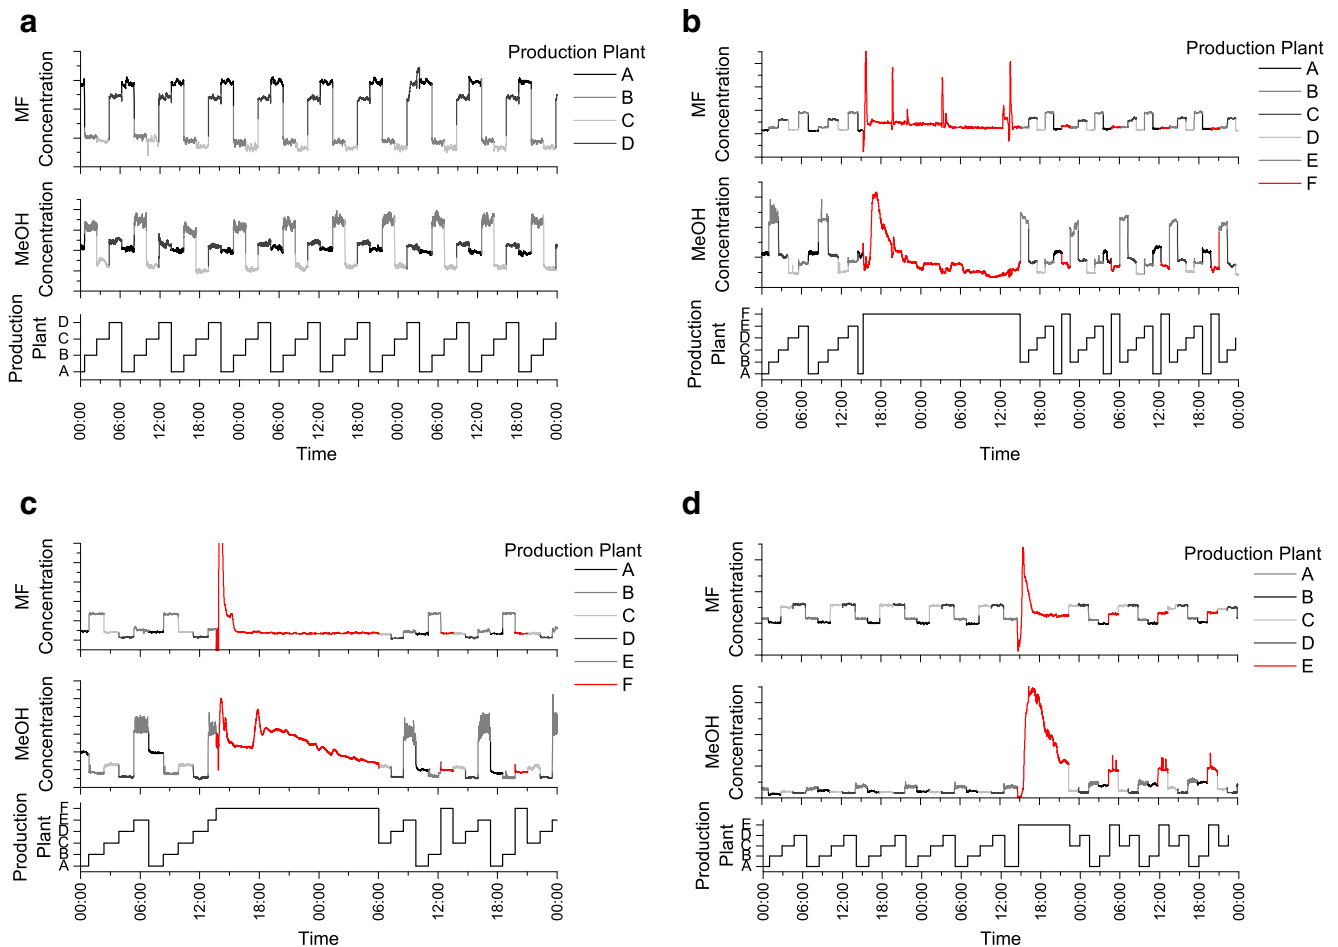 a
MF
Concentration
MeOH
Concentration
Production
Plant
D
C
B
A
00:00
06:00
12:00
18:00
00:00
06:00
12:00
18:00
00:00
06:00
12:00
18:00
00:00
Time
Production Plant
A
B
C
D
b
MF
Concentration
MeOH
Concentration
Production
Plant
F
E
D
C
B
A
00:00
06:00
12:00
18:00
00:00
06:00
12:00
18:00
00:00
06:00
12:00
18:00
00:00
Time
Production Plant
A
B
C
D
E
F
c
MF
Concentration
MeOH
Concentration
Production
Plant
F
E
D
C
B
A
00:00
06:00
12:00
18:00
00:00
06:00
12:00
18:00
00:00
Time
Production Plant
A
B
C
D
E
F
d
MF
Concentration
MeOH
Concentration
Production
Plant
E
D
C
B
A
00:00
06:00
12:00
18:00
00:00
06:00
12:00
18:00
00:00
06:00
12:00
18:00
00:00
Time
Production Plant
A
B
C
D
E